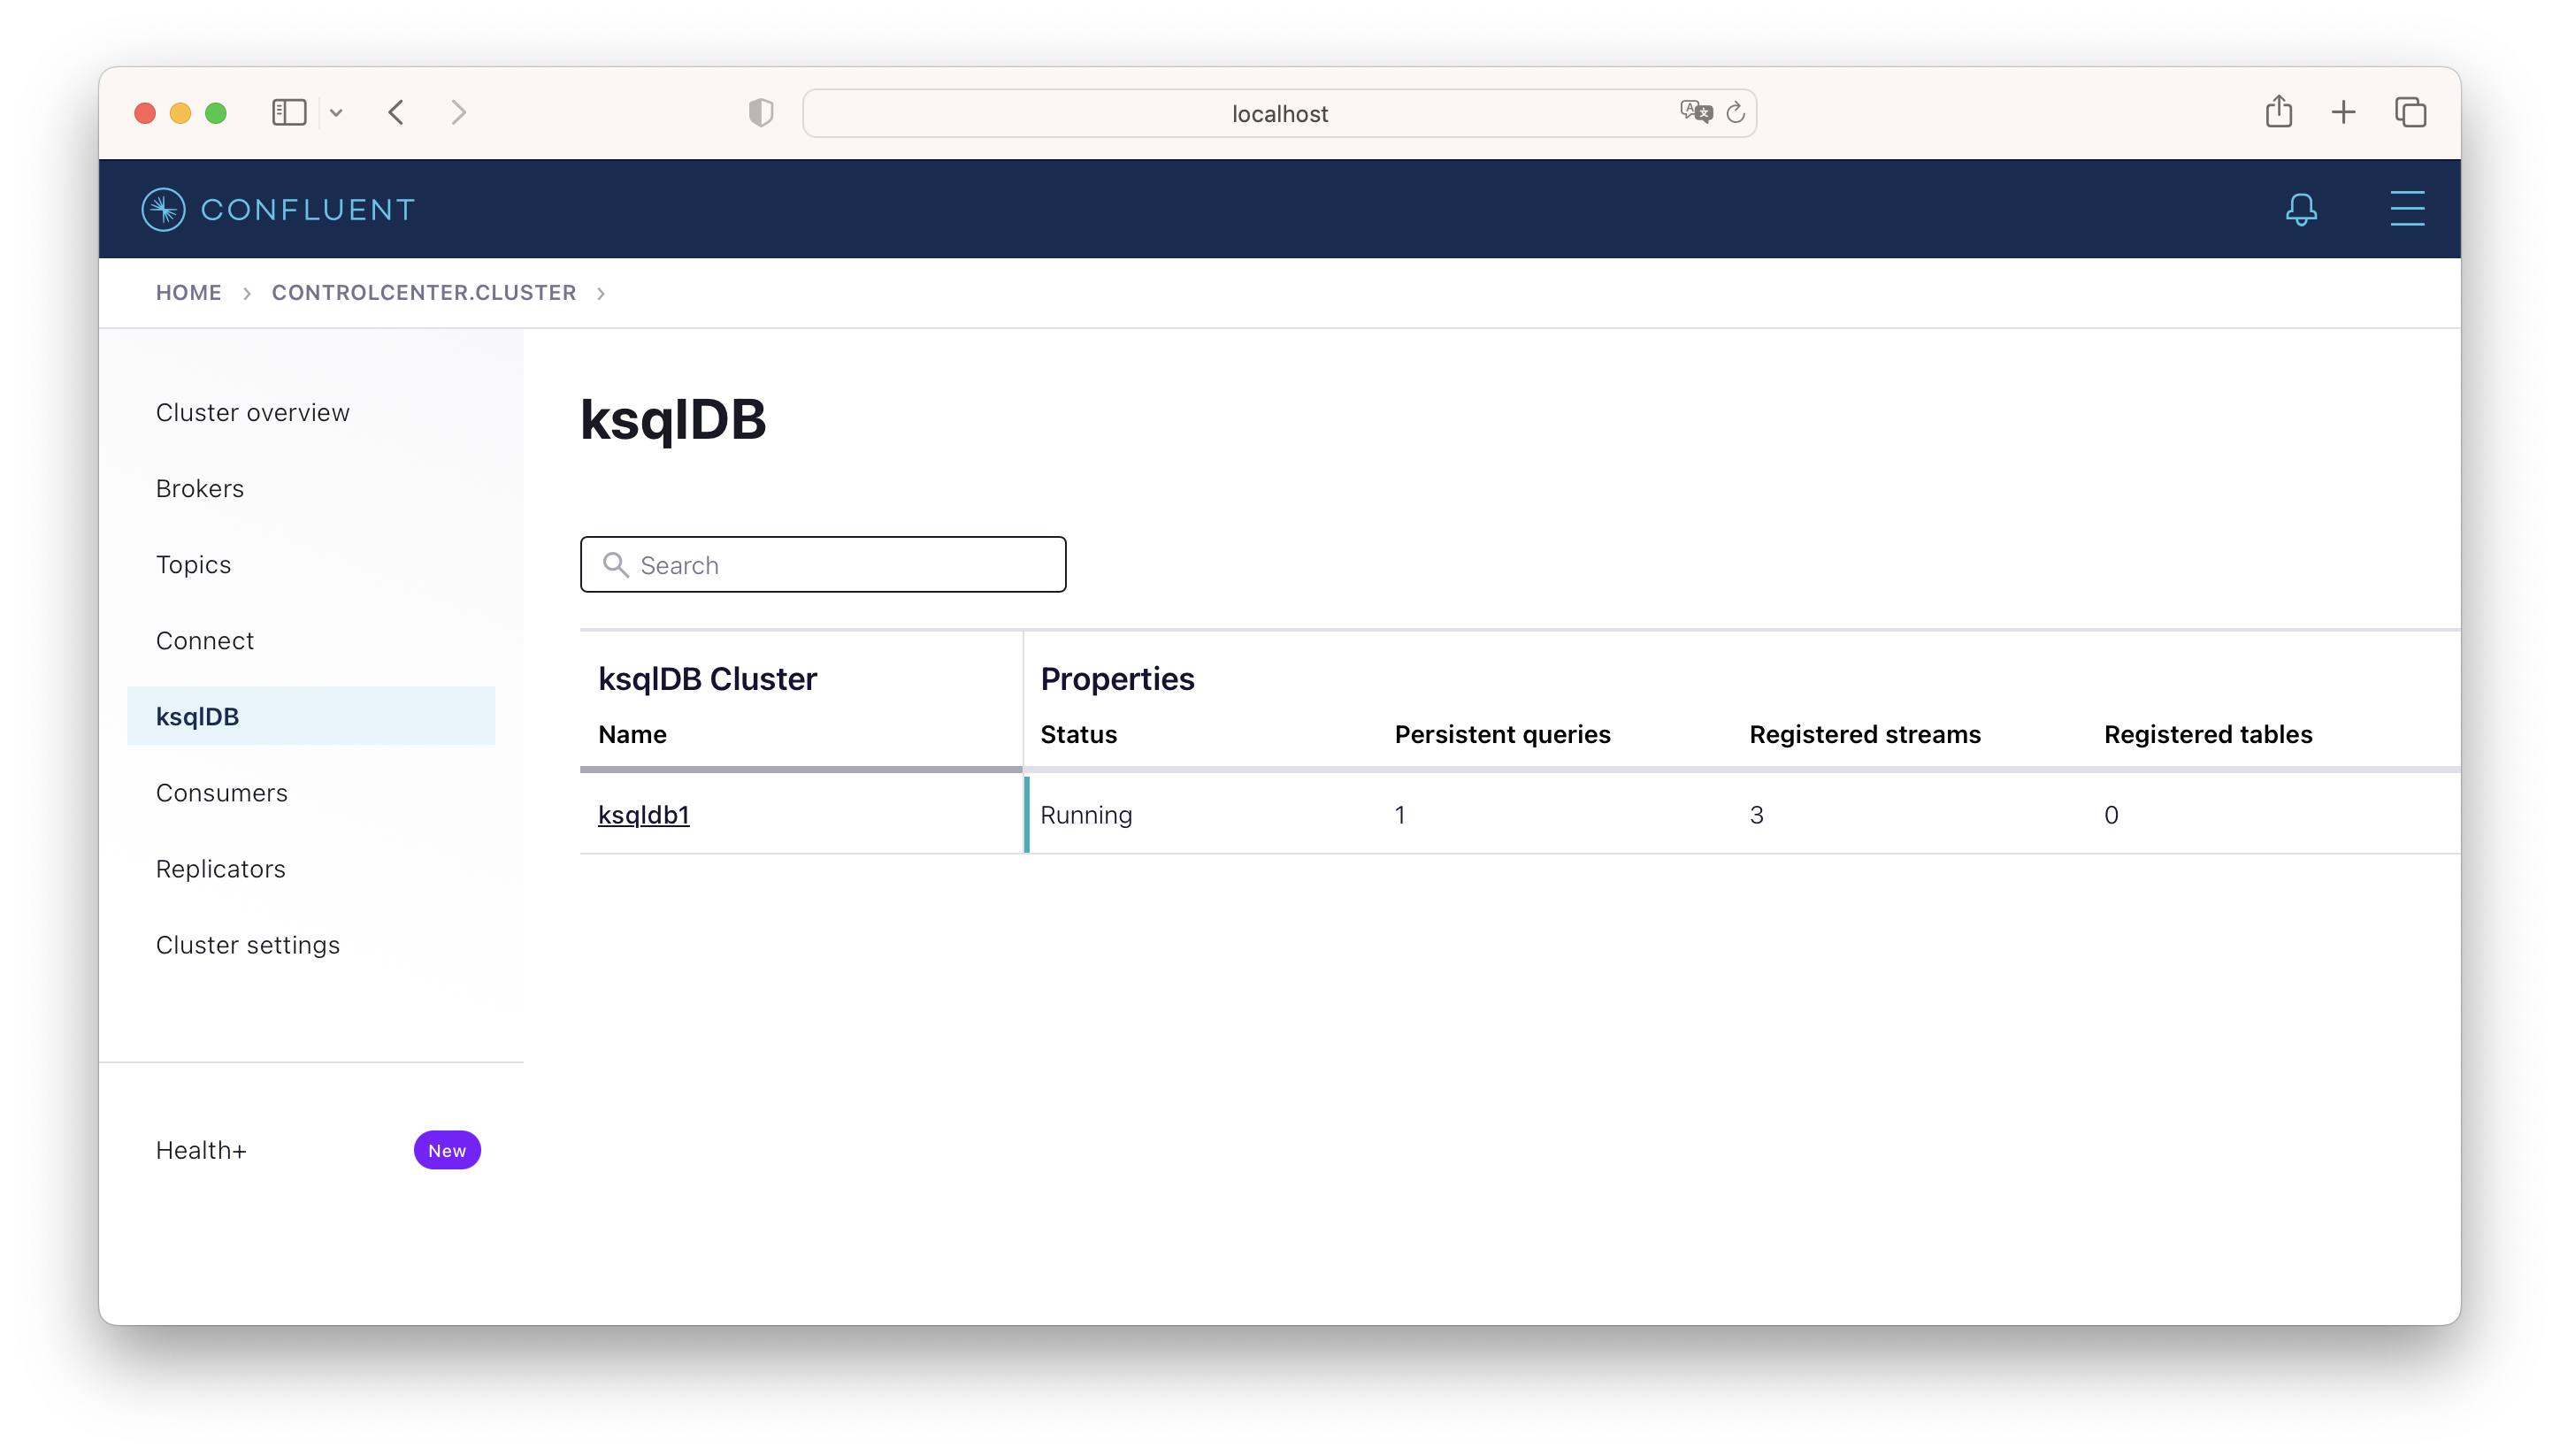 localhost
CONFLUENT
HOME > CONTROLCENTER.CLUSTER >
Cluster overview
Brokers
Topics
Connect
ksqlDB
Consumers
Replicators
Cluster settings
Health+ New
ksqlDB
Search
ksqlDB Cluster Properties
Name Status Persistent queries Registered streams Registered tables
ksqldb1 Running 1 3 0